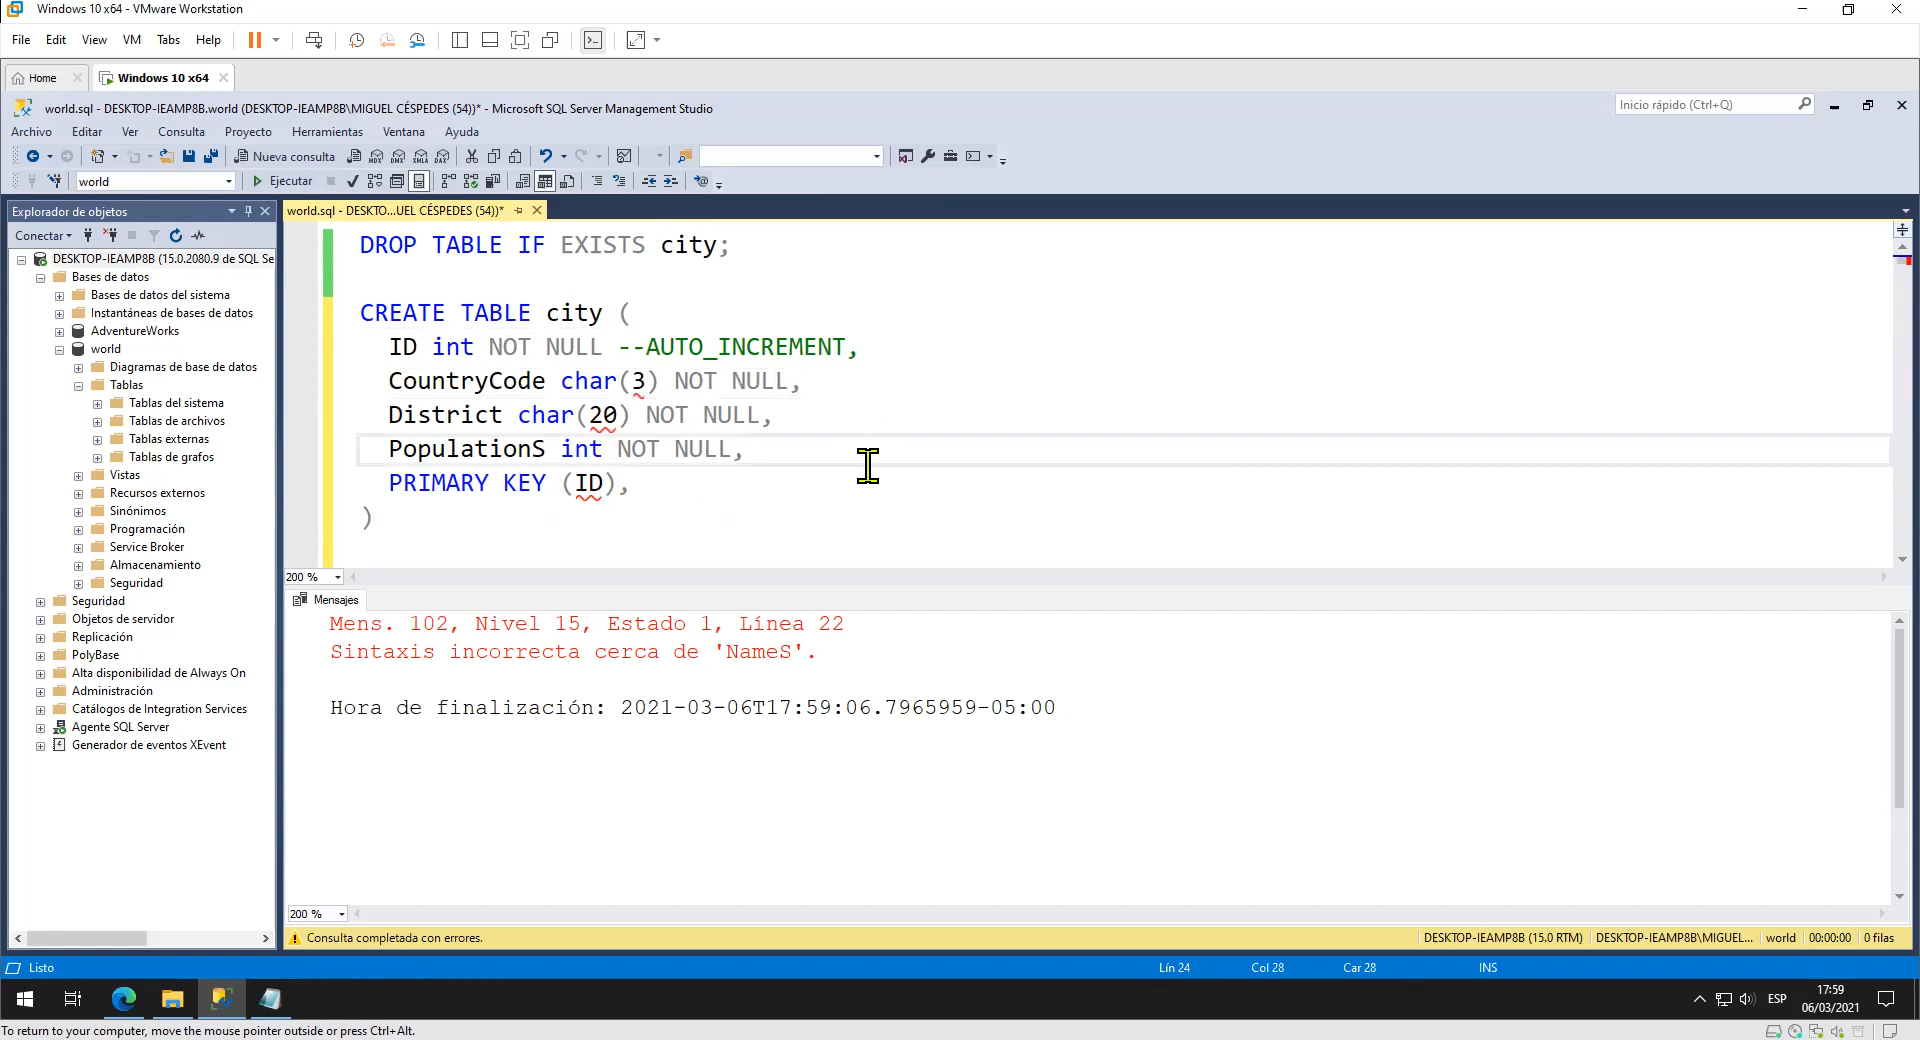 Windows 10 x64 - VMware Workstation
File Edit View VM Tabs Help
Home Windows 10 x64
world.sql - DESKTOP-IEAMP8B.world (DESKTOP-IEAMP8B\MIGUEL CÉSPEDES (54))* - Microsoft SQL Server Management Studio
Inicio rápido (Ctrl+Q)
Archivo Editar Ver Consulta Proyecto Herramientas Ventana Ayuda
Nueva consulta
world Ejecutar
Explorador de objetos
Conectar
DESKTOP-IEAMP8B (15.0.2080.9 de SQL Se
Bases de datos
Bases de datos del sistema
Instantáneas de bases de datos
AdventureWorks
world
Diagramas de base de datos
Tablas
Tablas del sistema
Tablas de archivos
Tablas externas
Tablas de grafos
Vistas
Recursos externos
Sinónimos
Programación
Service Broker
Almacenamiento
Seguridad
Seguridad
Objetos de servidor
Replicación
PolyBase
Alta disponibilidad de Always On
Administración
Catálogos de Integration Services
Agente SQL Server
Generador de eventos XEvent
world.sql - DESKTO...UEL CÉSPEDES (54))*
DROP TABLE IF EXISTS city;
CREATE TABLE city (
ID int NOT NULL --AUTO_INCREMENT,
CountryCode char(3) NOT NULL,
District char(20) NOT NULL,
PopulationS int NOT NULL,
PRIMARY KEY (ID),
)
200 %
Mensajes
Mens. 102, Nivel 15, Estado 1, Línea 22
Sintaxis incorrecta cerca de 'NameS'.
Hora de finalización: 2021-03-06T17:59:06.7965959-05:00
200 %
Consulta completada con errores. DESKTOP-IEAMP8B (15.0 RTM) DESKTOP-IEAMP8B\MIGUEL... world 00:00:00 0 filas
Listo Lín 24 Col 28 Car 28 INS
ESP 17:59
06/03/2021
To return to your computer, move the mouse pointer outside or press Ctrl+Alt.